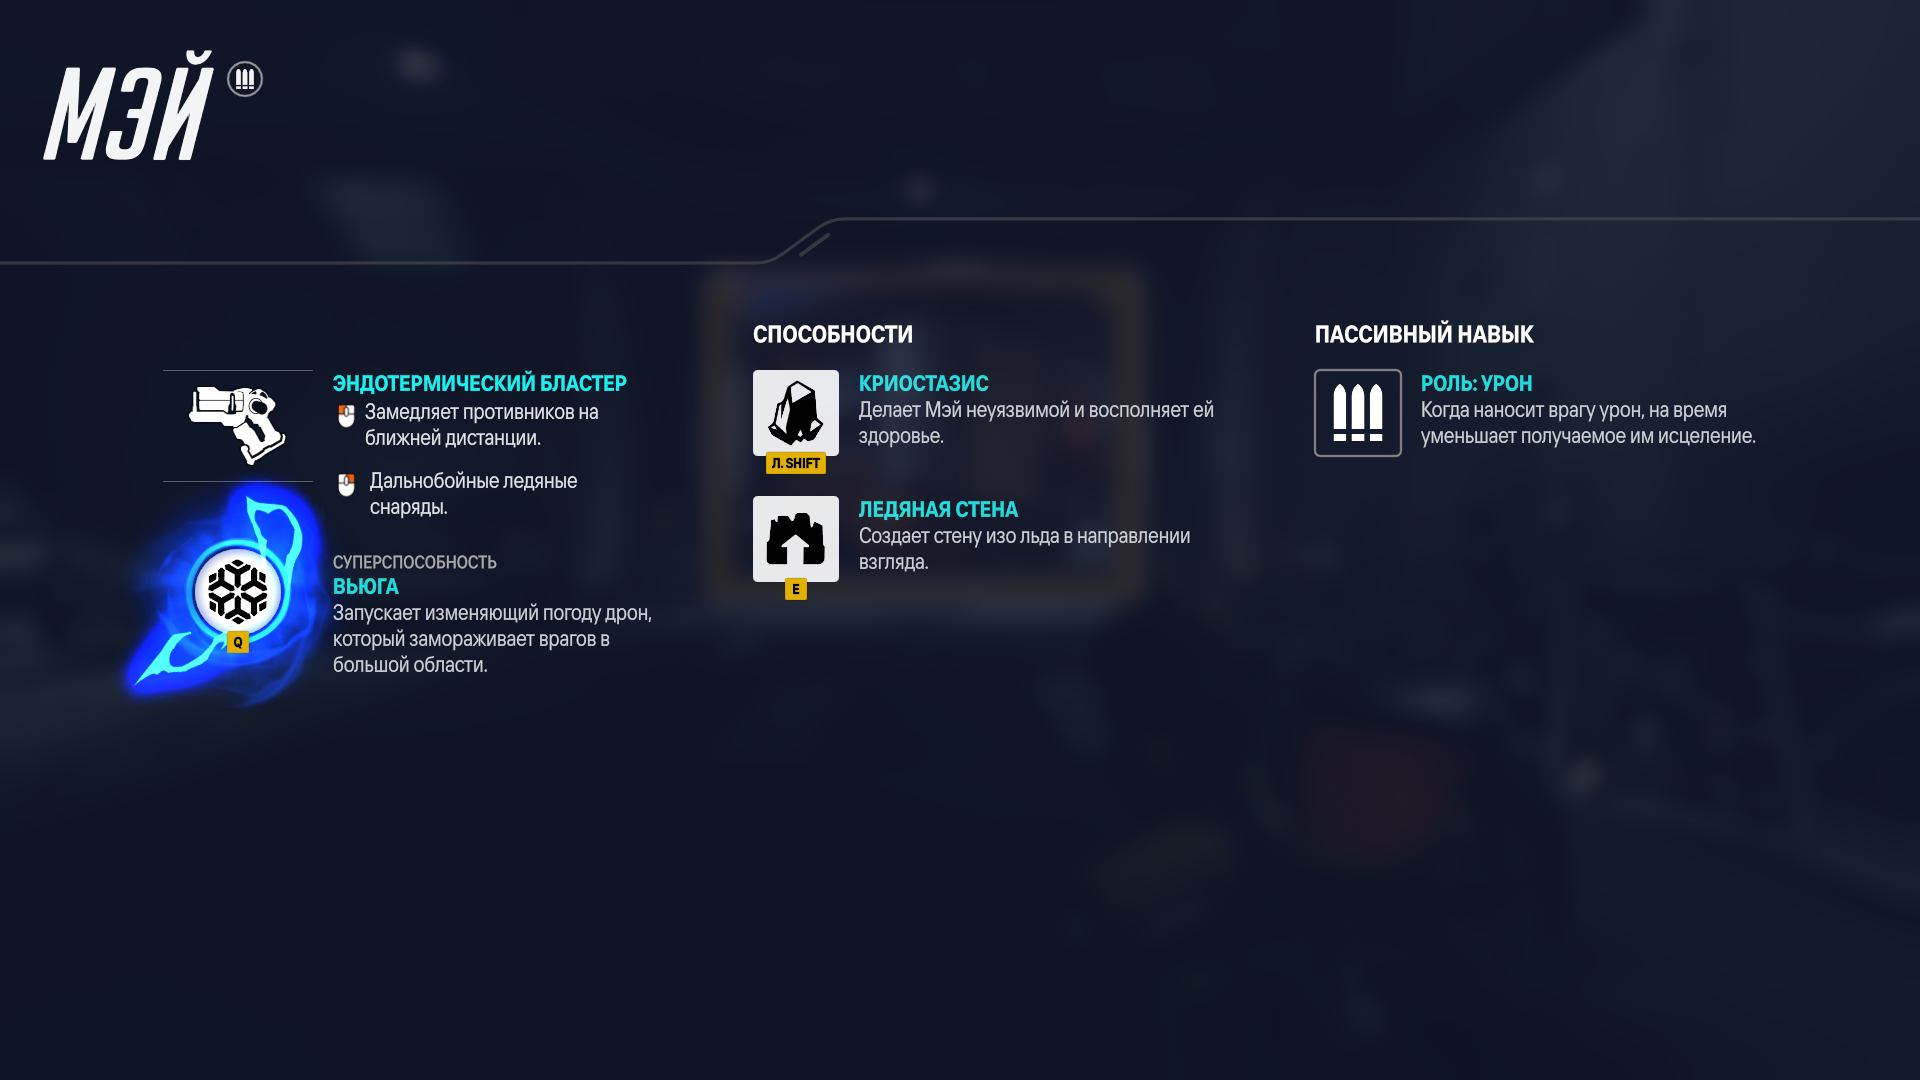 МЭЙ
ЭНДОТЕРМИЧЕСКИЙ БЛАСТЕР
Замедляет противников на
ближней дистанции.
Дальнобойные ледяные
снаряды.
СУПЕРСПОСОБНОСТЬ
ВЬЮГА
Запускает изменяющий погоду дрон,
который замораживает врагов в
большой области.
Q
СПОСОБНОСТИ
КРИОСТАЗИС
Делает Мэй неуязвимой и восполняет ей
здоровье.
Л. SHIFT
ЛЕДЯНАЯ СТЕНА
Создает стену изо льда в направлении
взгляда.
E
ПАССИВНЫЙ НАВЫК
РОЛЬ: УРОН
Когда наносит врагу урон, на время
уменьшает получаемое им исцеление.